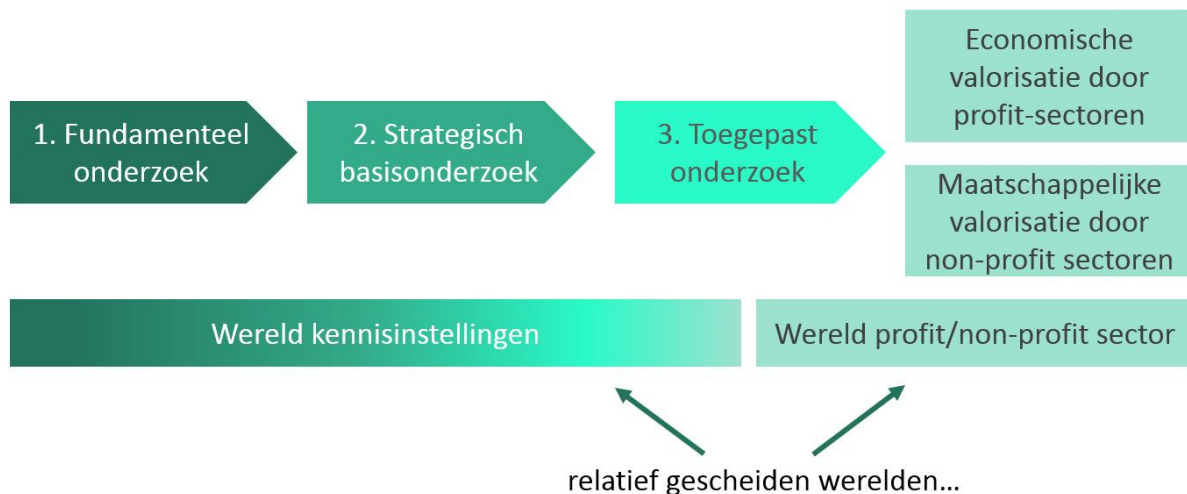 1. Fundamenteel
onderzoek
2. Strategisch
basisonderzoek
3. Toegepast
onderzoek
Economische
valorisatie door
profit-sectoren
Maatschappelijke
valorisatie door
non-profit sectoren
Wereld kennisinstellingen
Wereld profit/non-profit sector
relatief gescheiden werelden…